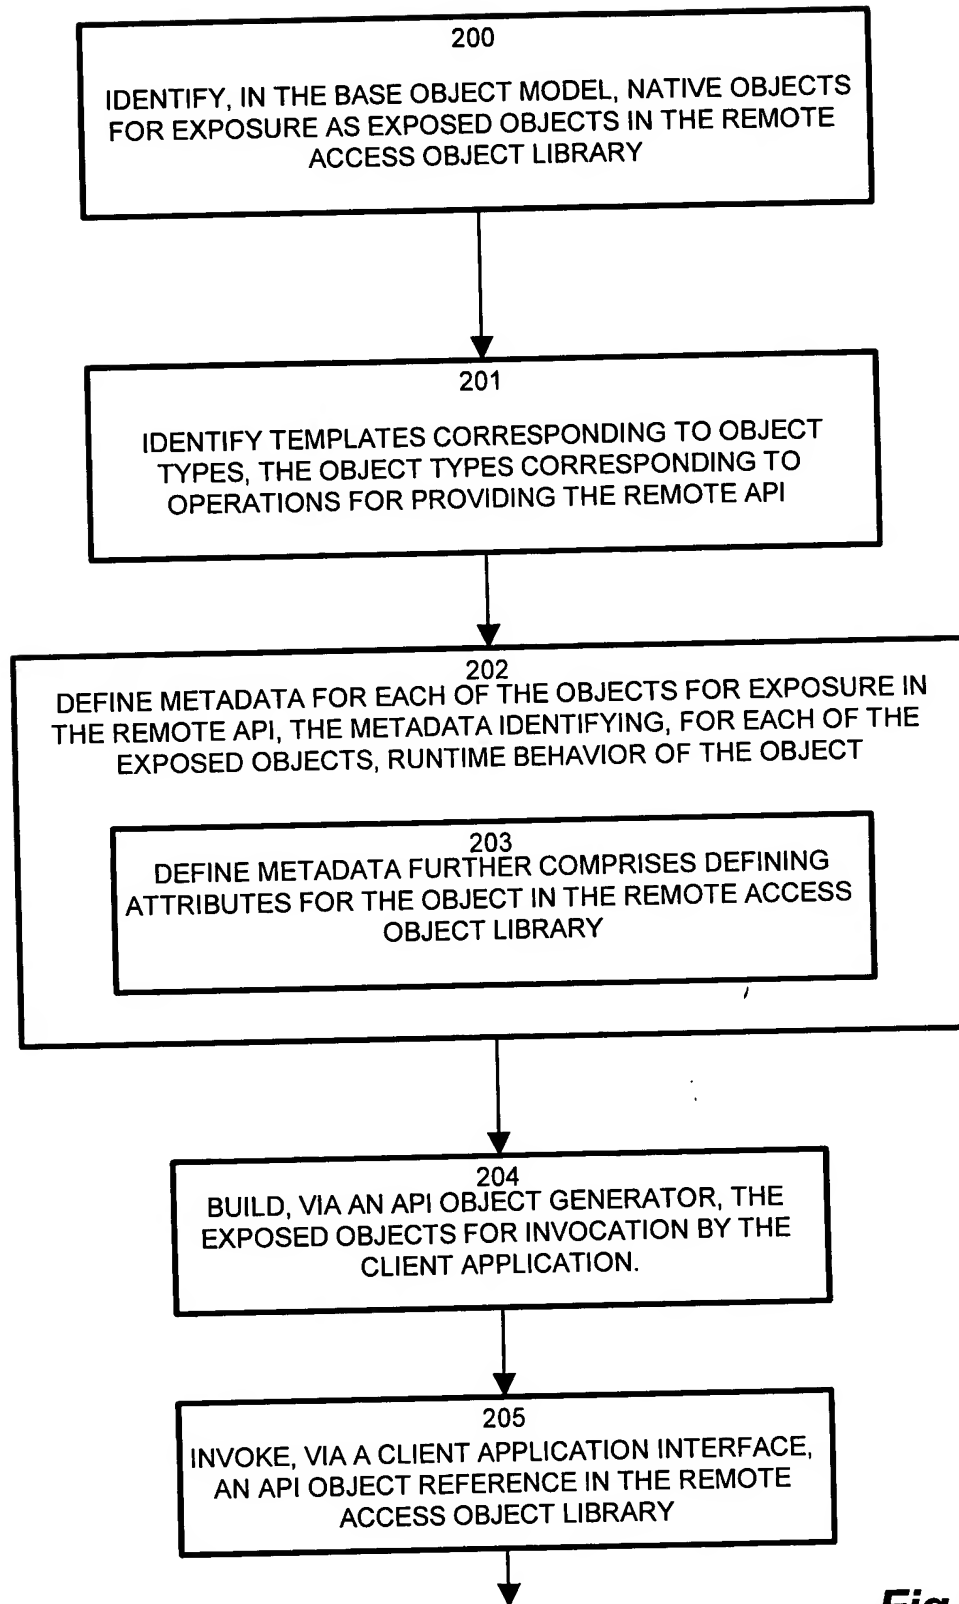 200
IDENTIFY, IN THE BASE OBJECT MODEL, NATIVE OBJECTS
FOR EXPOSURE AS EXPOSED OBJECTS IN THE REMOTE
ACCESS OBJECT LIBRARY
201
IDENTIFY TEMPLATES CORRESPONDING TO OBJECT
TYPES, THE OBJECT TYPES CORRESPONDING TO
OPERATIONS FOR PROVIDING THE REMOTE API
202
DEFINE METADATA FOR EACH OF THE OBJECTS FOR EXPOSURE IN
THE REMOTE API, THE METADATA IDENTIFYING, FOR EACH OF THE
EXPOSED OBJECTS, RUNTIME BEHAVIOR OF THE OBJECT
203
DEFINE METADATA FURTHER COMPRISES DEFINING
ATTRIBUTES FOR THE OBJECT IN THE REMOTE ACCESS
OBJECT LIBRARY
204
BUILD, VIA AN API OBJECT GENERATOR, THE
EXPOSED OBJECTS FOR INVOCATION BY THE
CLIENT APPLICATION.
205
INVOKE, VIA A CLIENT APPLICATION INTERFACE,
AN API OBJECT REFERENCE IN THE REMOTE
ACCESS OBJECT LIBRARY
Fig